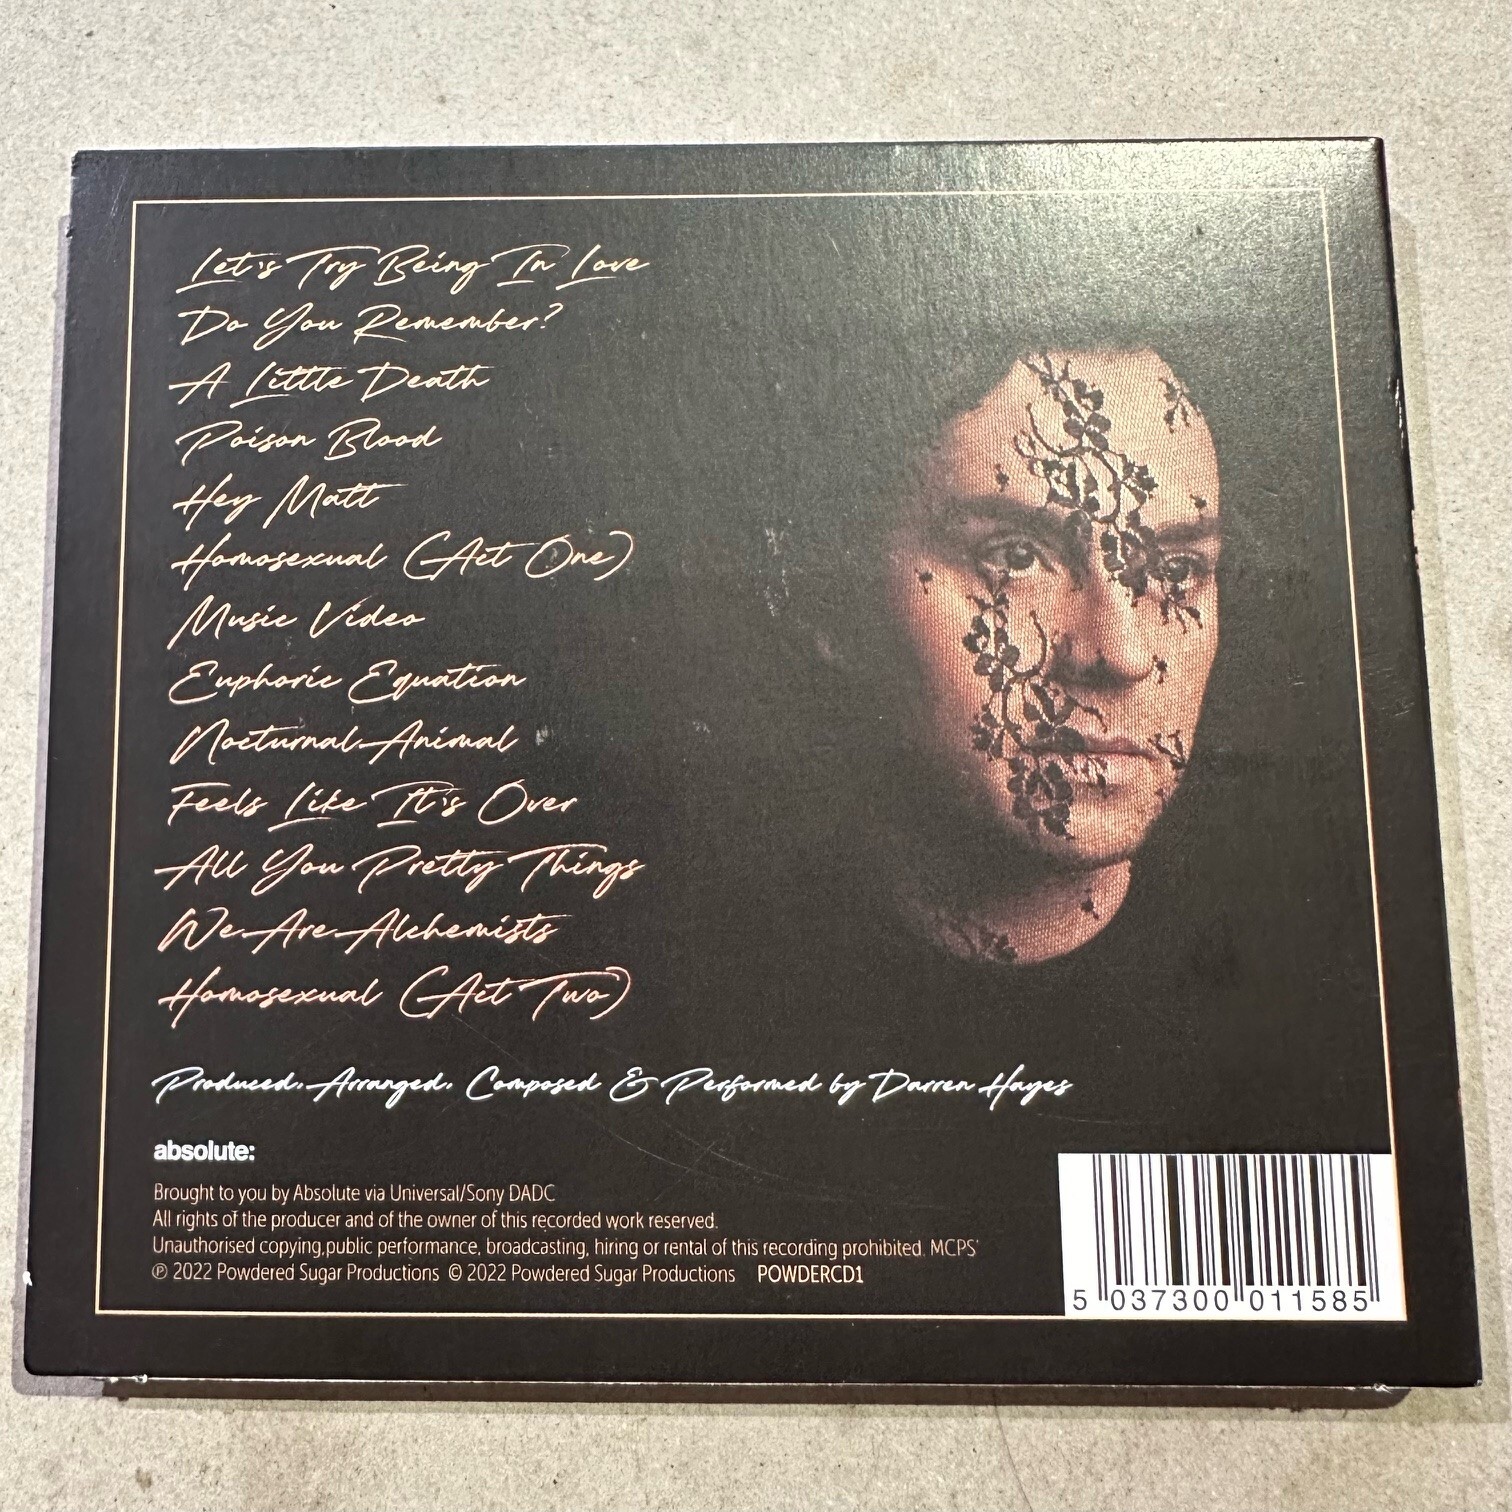 Let's Try Being In Love
Do You Remember?
A Little Death
Poison Blood
Hey Matt
Homosexual (Act One)
Music Video
Euphoric Equation
Nocturnal Animal
Feels Like It's Over
All You Pretty Things
We Are Alchemists
Homosexual (Act Two)
Produced, Arranged, Composed & Performed by Darren Hayes
absolute:
Brought to you by Absolute via Universal/Sony DADC
All rights of the producer and of the owner of this recorded work reserved.
Unauthorised copying,public performance, broadcasting, hiring or rental of this recording prohibited. MCPS'
℗ 2022 Powdered Sugar Productions © 2022 Powdered Sugar Productions POWDERCD1
5 037300 011585